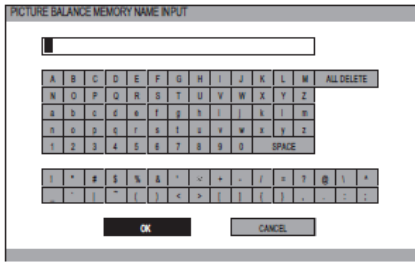 PICTURE BALANCE MEMORY NAME INPUT
A B C D E F G H I J K L M ALL DELETE
N O P Q R S T U V W X Y Z
a b c d e f g h i j k l m
n o p q r s t u v w x y z
1 2 3 4 5 6 7 8 9 0 SPACE
) * # $ % & ' + - / = ? @ \ ^
_ ` | ~ ( ) < > [ ] { } , . : ;
OK CANCEL